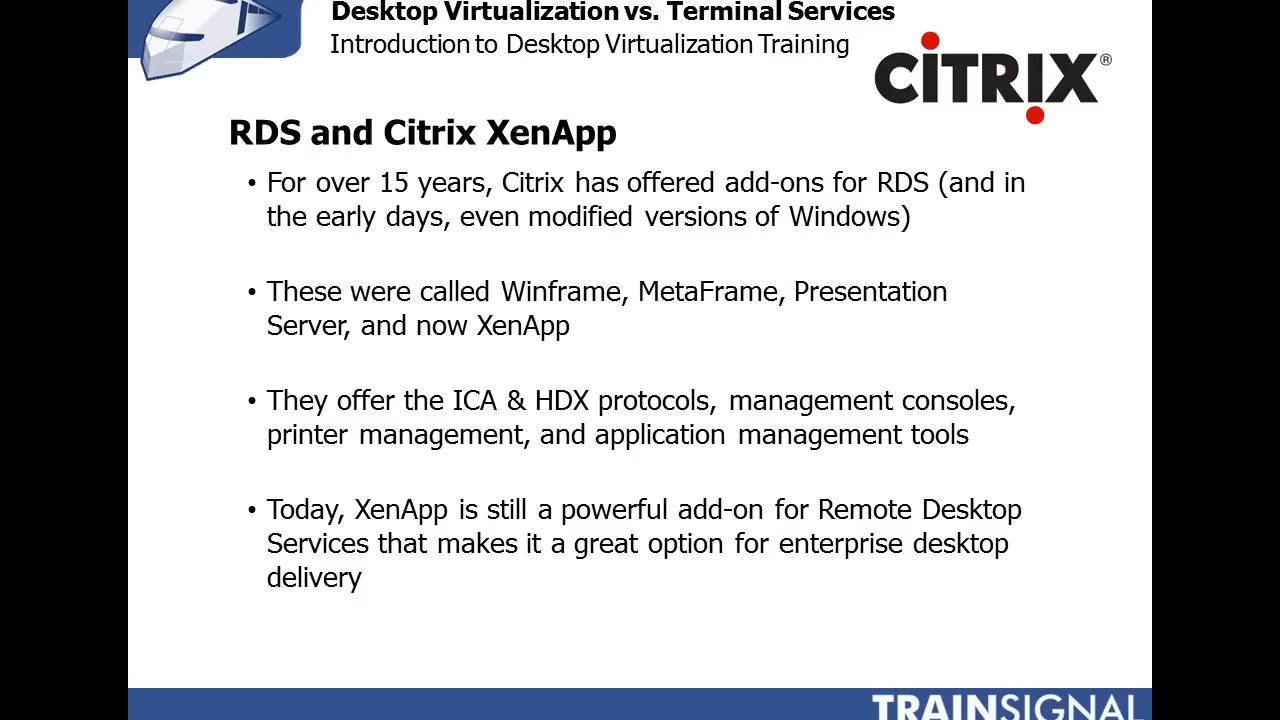 Desktop Virtualization vs. Terminal Services
Introduction to Desktop Virtualization Training
CİTRIX®
RDS and Citrix XenApp
• For over 15 years, Citrix has offered add-ons for RDS (and in
the early days, even modified versions of Windows)
• These were called Winframe, MetaFrame, Presentation
Server, and now XenApp
• They offer the ICA & HDX protocols, management consoles,
printer management, and application management tools
• Today, XenApp is still a powerful add-on for Remote Desktop
Services that makes it a great option for enterprise desktop
delivery
TRAINSIGNAL